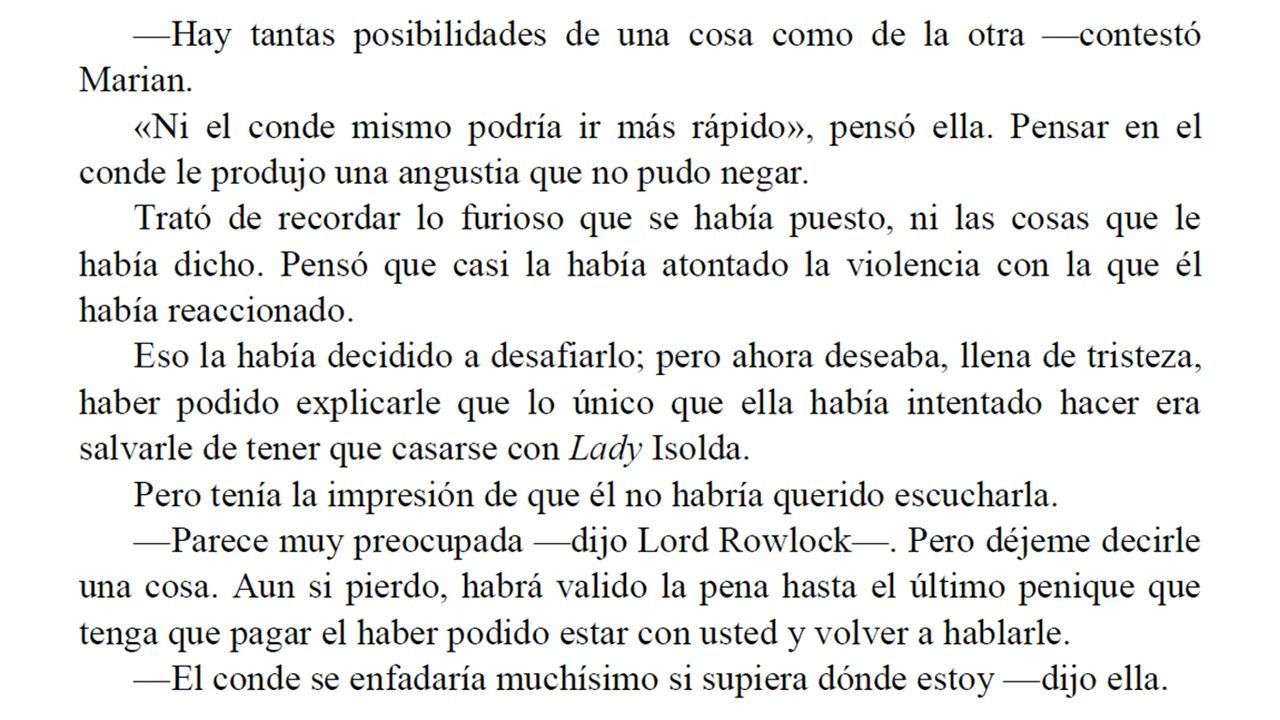 —Hay tantas posibilidades de una cosa como de la otra —contestó
Marian.
«Ni el conde mismo podría ir más rápido», pensó ella. Pensar en el
conde le produjo una angustia que no pudo negar.
Trató de recordar lo furioso que se había puesto, ni las cosas que le
había dicho. Pensó que casi la había atontado la violencia con la que él
había reaccionado.
Eso la había decidido a desafiarlo; pero ahora deseaba, llena de tristeza,
haber podido explicarle que lo único que ella había intentado hacer era
salvarle de tener que casarse con Lady Isolda.
Pero tenía la impresión de que él no habría querido escucharla.
—Parece muy preocupada —dijo Lord Rowlock—. Pero déjeme decirle
una cosa. Aun si pierdo, habrá valido la pena hasta el último penique que
tenga que pagar el haber podido estar con usted y volver a hablarle.
—El conde se enfadaría muchísimo si supiera dónde estoy —dijo ella.